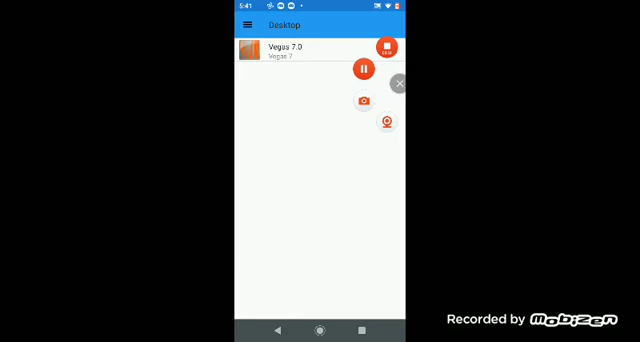 5:41
Desktop
Vegas 7.0
Vegas 7
Recorded by Mobizen